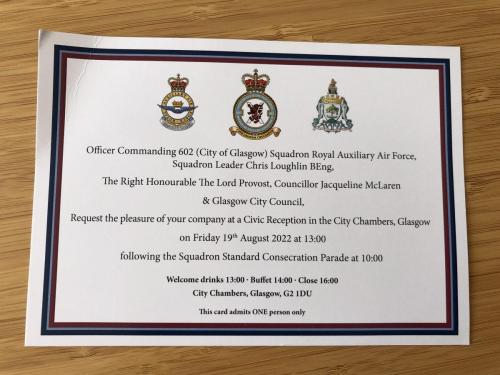 Officer Commanding 602 (City of Glasgow) Squadron Royal Auxiliary Air Force,
Squadron Leader Chris Loughlin BEng,
The Right Honourable The Lord Provost, Councillor Jacqueline McLaren
& Glasgow City Council,
Request the pleasure of your company at a Civic Reception in the City Chambers, Glasgow
on Friday 19th August 2022 at 13:00
following the Squadron Standard Consecration Parade at 10:00
Welcome drinks 13:00 · Buffet 14:00 · Close 16:00
City Chambers, Glasgow, G2 1DU
This card admits ONE person only